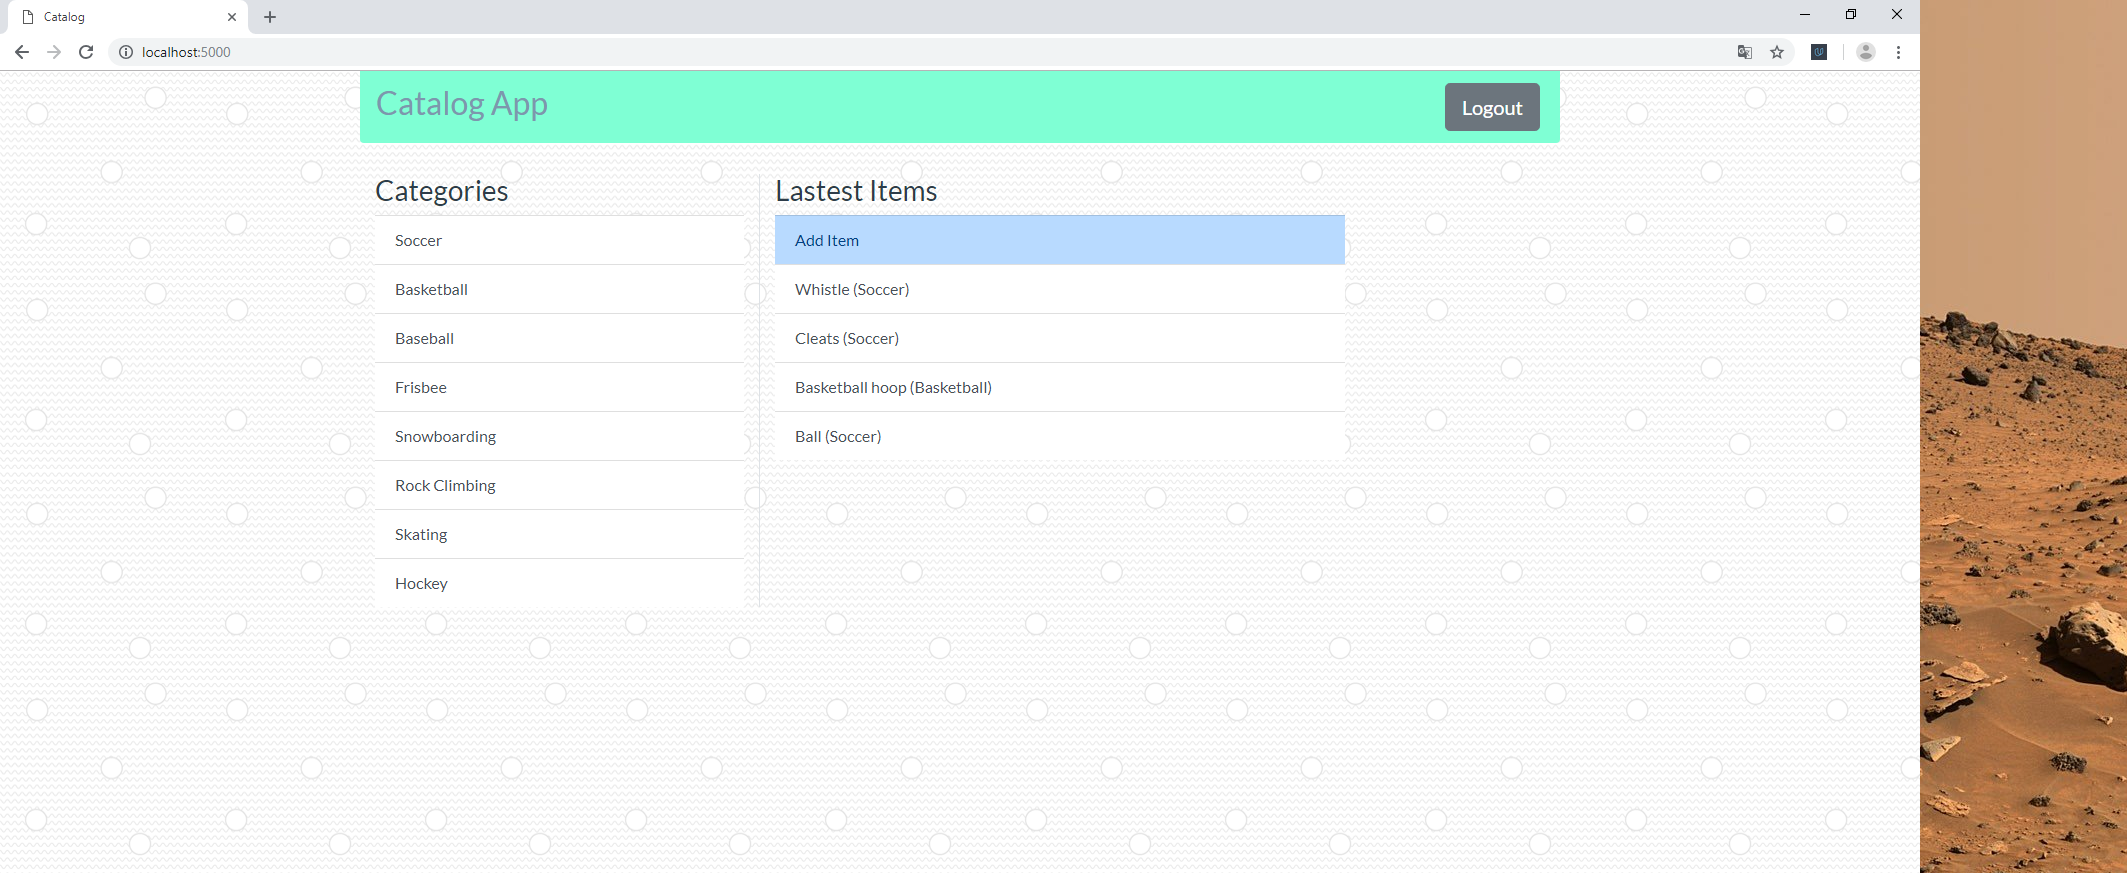 Catalog
localhost:5000
Catalog App
Logout
Categories
Soccer
Basketball
Baseball
Frisbee
Snowboarding
Rock Climbing
Skating
Hockey
Lastest Items
Add Item
Whistle (Soccer)
Cleats (Soccer)
Basketball hoop (Basketball)
Ball (Soccer)